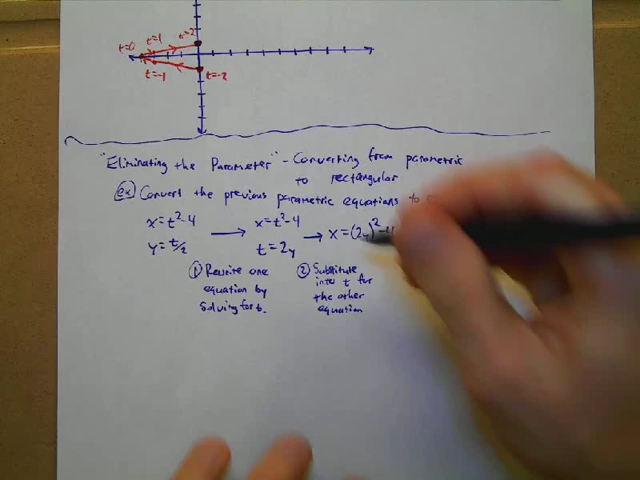 t=0 t=1 t=2
t=-1 t=-2
"Eliminating the Parameter" - Converting from parametric
to rectangular
ex) Convert the previous parametric equations to
x=t²-4 x=t²-4
y=t/2 t=2y x=(2y)²-4
① Rewrite one ② Substitute
equation by into t for
solving for t. the other
equation